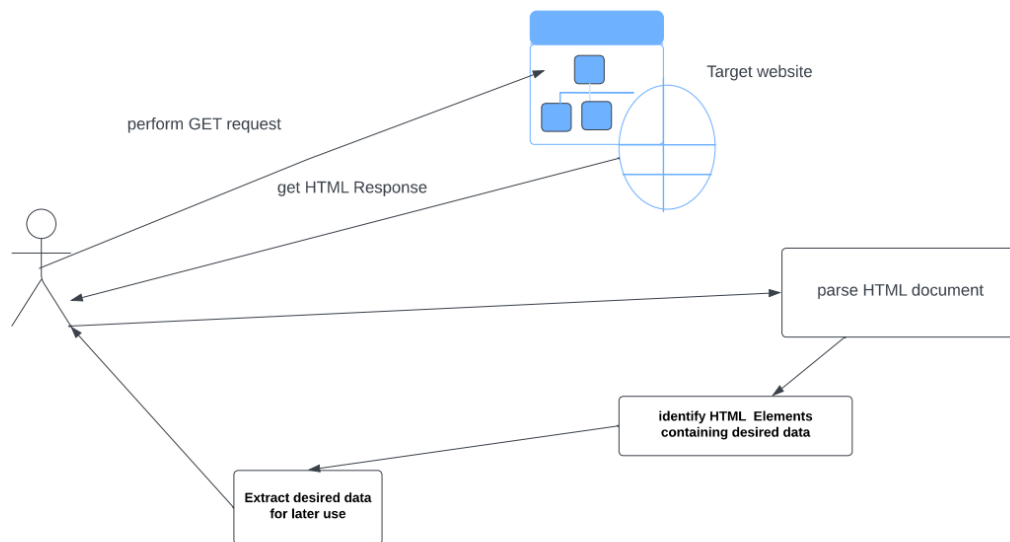 Target website
perform GET request
get HTML Response
parse HTML document
identify HTML Elements
containing desired data
Extract desired data
for later use